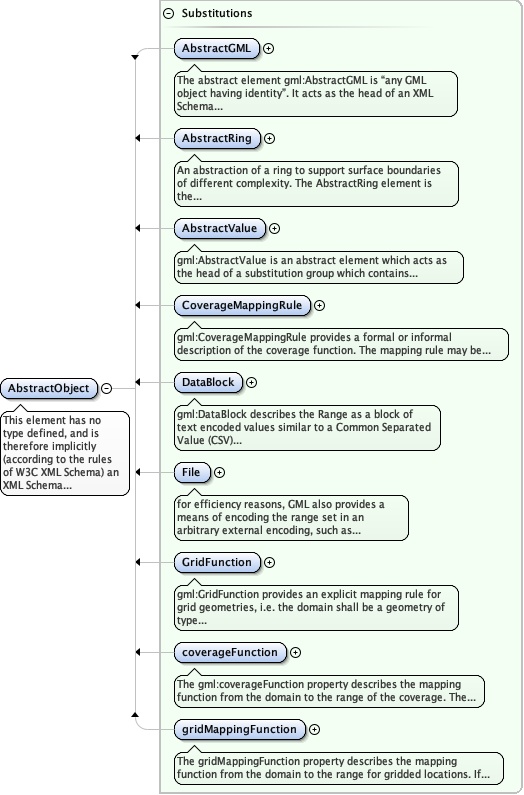 Substitutions
AbstractGML
The abstract element gml:AbstractGML is “any GML
object having identity”. It acts as the head of an XML
Schema...
AbstractRing
An abstraction of a ring to support surface boundaries
of different complexity. The AbstractRing element is
the...
AbstractValue
gml:AbstractValue is an abstract element which acts as
the head of a substitution group which contains...
CoverageMappingRule
gml:CoverageMappingRule provides a formal or informal
description of the coverage function. The mapping rule may be...
AbstractObject
This element has no
type defined, and is
therefore implicitly
(according to the rules
of W3C XML Schema) an
XML Schema...
DataBlock
gml:DataBlock describes the Range as a block of
text encoded values similar to a Common Separated
Value (CSV)...
File
for efficiency reasons, GML also provides a
means of encoding the range set in an
arbitrary external encoding, such as...
GridFunction
gml:GridFunction provides an explicit mapping rule for
grid geometries, i.e. the domain shall be a geometry of
type...
coverageFunction
The gml:coverageFunction property describes the mapping
function from the domain to the range of the coverage. The...
gridMappingFunction
The gridMappingFunction property describes the mapping
function from the domain to the range for gridded locations. If...